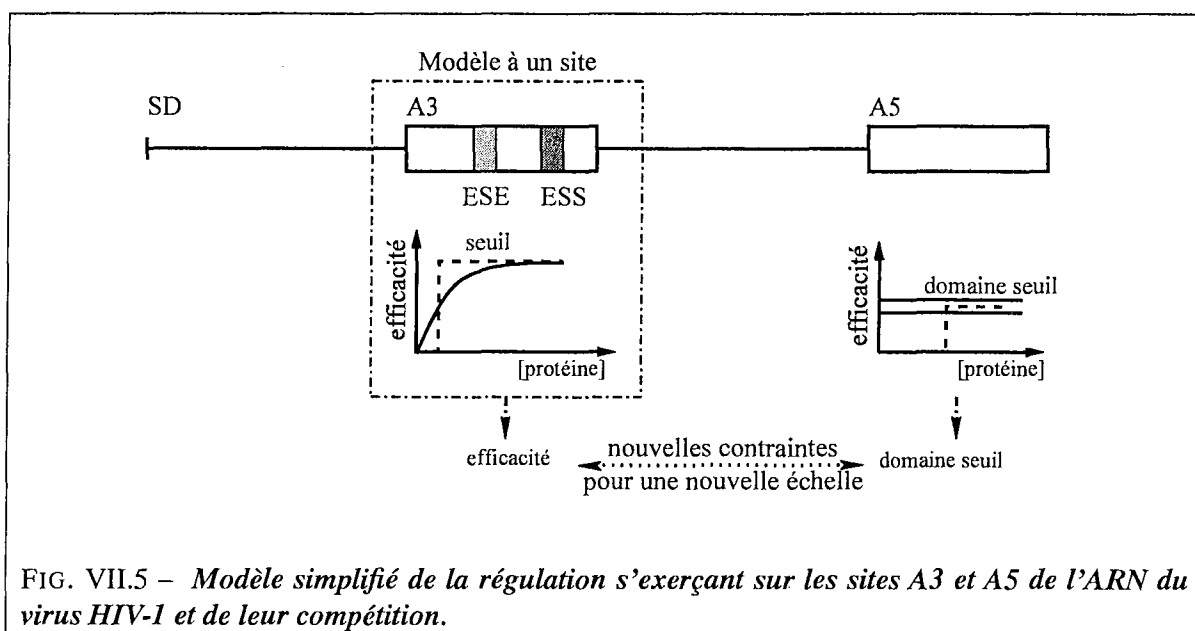 Modèle à un site
SD
A3
A5
ESE
ESS
efficacité
seuil
[protéine]
efficacité
domaine seuil
[protéine]
efficacité
nouvelles contraintes
pour une nouvelle échelle
domaine seuil
FIG. VII.5 – Modèle simplifié de la régulation s'exerçant sur les sites A3 et A5 de l'ARN du
virus HIV-1 et de leur compétition.